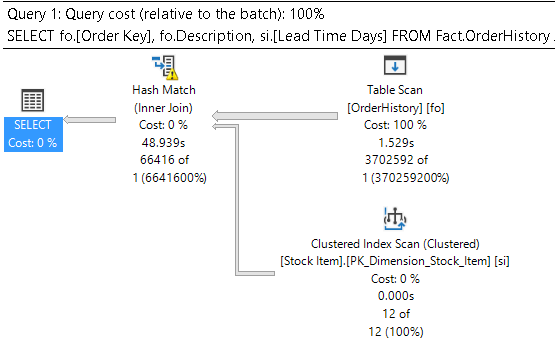 Query 1: Query cost (relative to the batch): 100%
SELECT fo.[Order Key], fo.Description, si.[Lead Time Days] FROM Fact.OrderHistory .
SELECT
Cost: 0 %
Hash Match
(Inner Join)
Cost: 0 %
48.939s
66416 of
1 (6641600%)
Table Scan
[OrderHistory] [fo]
Cost: 100 %
1.529s
3702592 of
1 (370259200%)
Clustered Index Scan (Clustered)
[Stock Item].[PK_Dimension_Stock_Item] [si]
Cost: 0 %
0.000s
12 of
12 (100%)